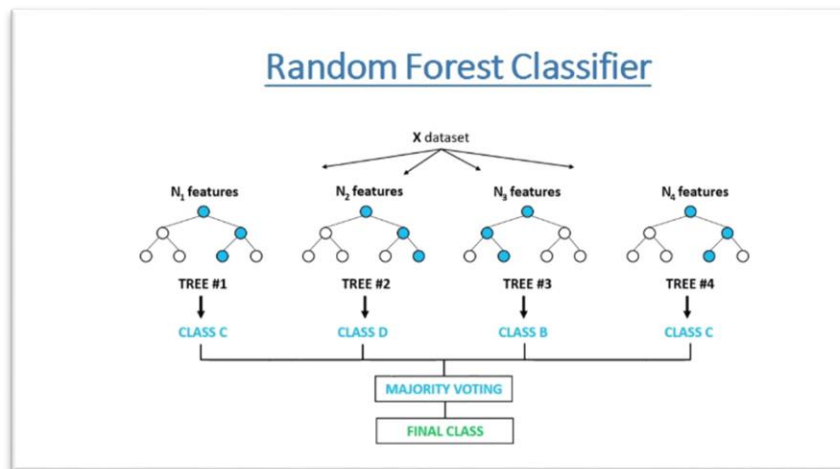 Random Forest Classifier
X dataset
N₁ features N₂ features N₃ features N₄ features
TREE #1 TREE #2 TREE #3 TREE #4
CLASS C CLASS D CLASS B CLASS C
MAJORITY VOTING
FINAL CLASS